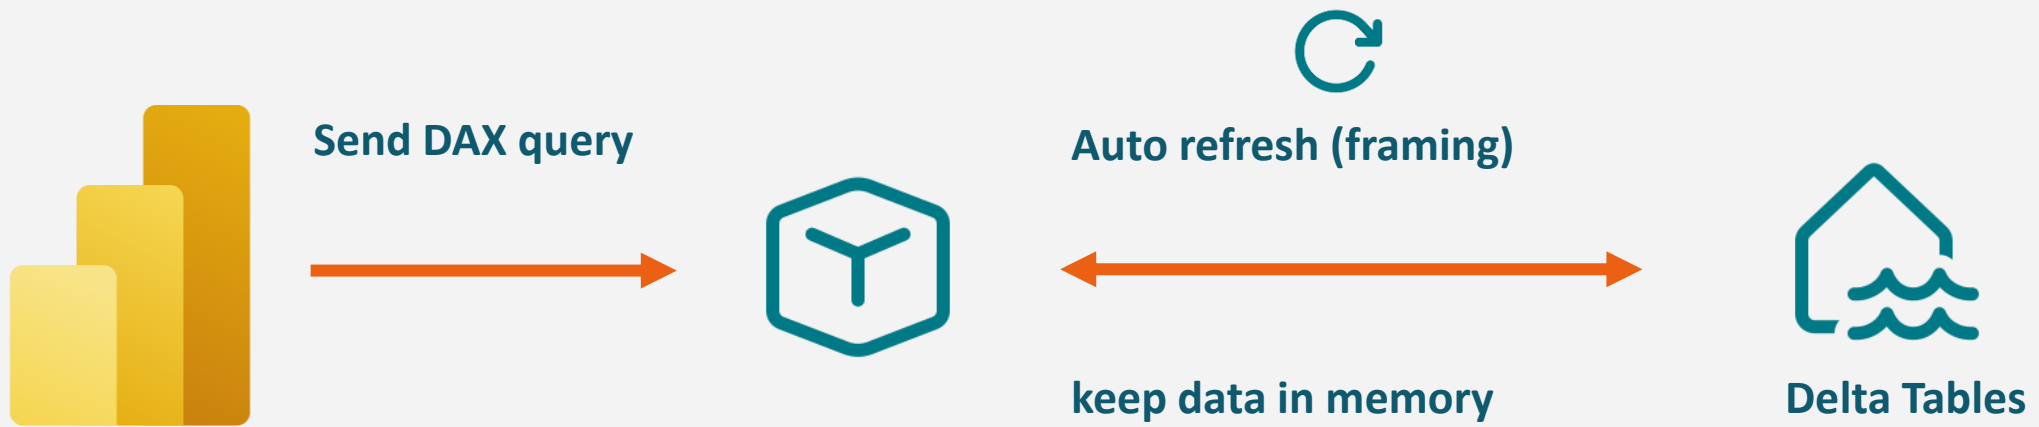 Send DAX query
Auto refresh (framing)
keep data in memory
Delta Tables